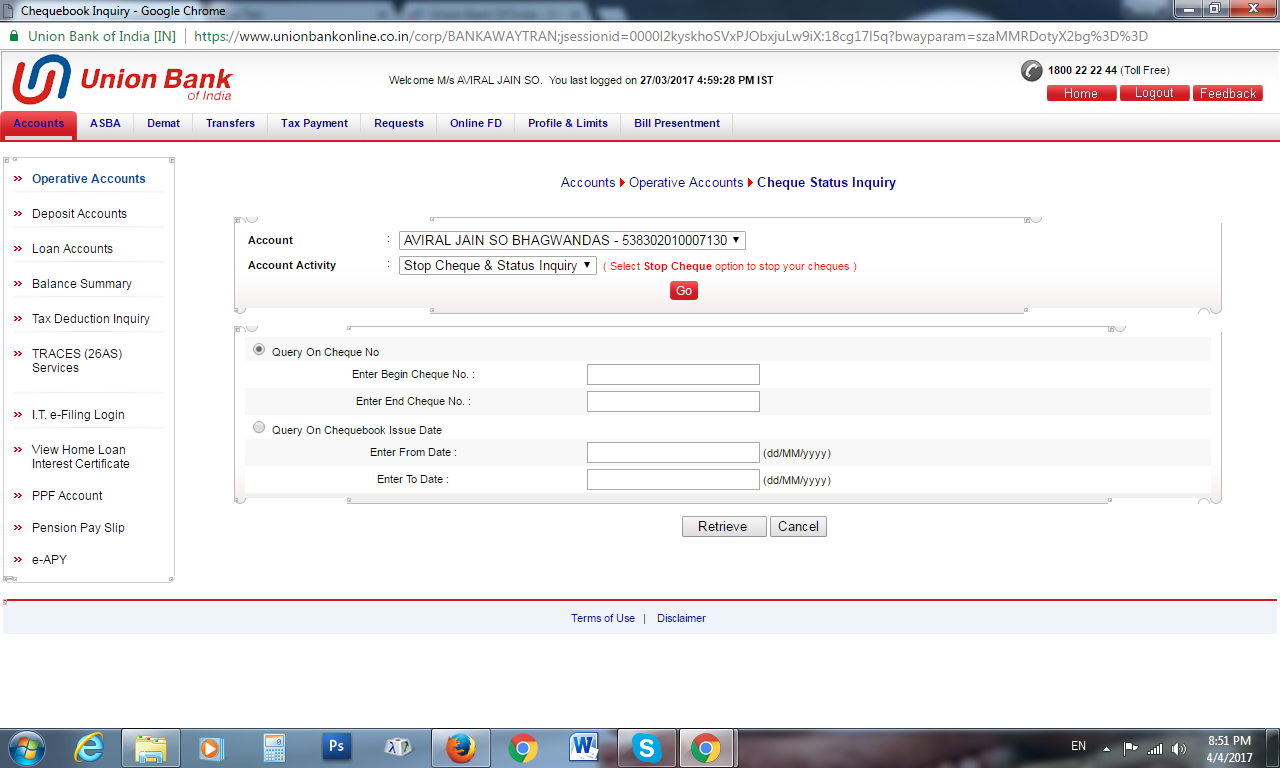 Chequebook Inquiry - Google Chrome
Union Bank of India [IN] | https://www.unionbankonline.co.in/corp/BANKAWAYTRAN;jsessionid=0000I2kyskhoSVxPJObxjuLw9iX:18cg17l5q?bwayparam=szaMMRDotyX2bg%3D%3D
Union Bank
of India
Welcome M/s AVIRAL JAIN SO. You last logged on 27/03/2017 4:59:28 PM IST
1800 22 22 44 (Toll Free)
Home Logout Feedback
Accounts ASBA Demat Transfers Tax Payment Requests Online FD Profile & Limits Bill Presentment
Operative Accounts
Deposit Accounts
Loan Accounts
Balance Summary
Tax Deduction Inquiry
TRACES (26AS)
Services
I.T. e-Filing Login
View Home Loan
Interest Certificate
PPF Account
Pension Pay Slip
e-APY
Accounts Operative Accounts Cheque Status Inquiry
Account : AVIRAL JAIN SO BHAGWANDAS - 538302010007130
Account Activity : Stop Cheque & Status Inquiry ( Select Stop Cheque option to stop your cheques )
Go
Query On Cheque No
Enter Begin Cheque No. :
Enter End Cheque No. :
Query On Chequebook Issue Date
Enter From Date : (dd/MM/yyyy)
Enter To Date : (dd/MM/yyyy)
Retrieve Cancel
Terms of Use | Disclaimer
Ps
EN
8:51 PM
4/4/2017